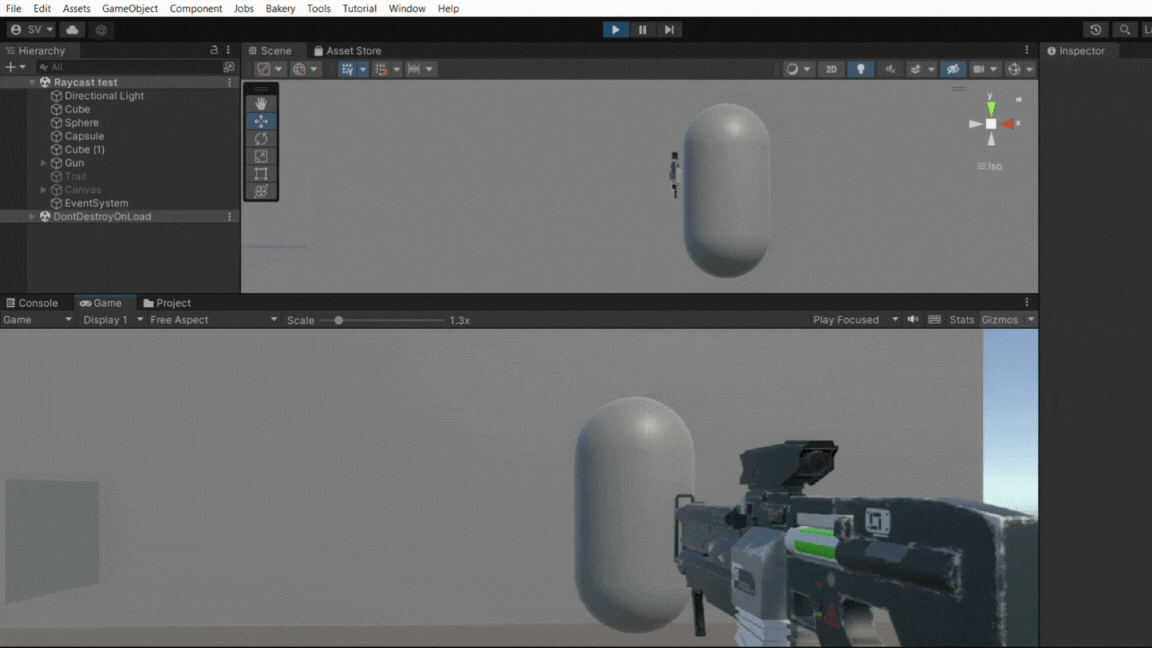 File Edit Assets GameObject Component Jobs Bakery Tools Tutorial Window Help
SV
Hierarchy
Scene Asset Store
Inspector
All
Raycast test
Directional Light
Cube
Sphere
Capsule
Cube (1)
Gun
Trail
Canvas
EventSystem
DontDestroyOnLoad
2D
y
x
Iso
Console Game Project
Game Display 1 Free Aspect Scale 1.3x Play Focused Stats Gizmos